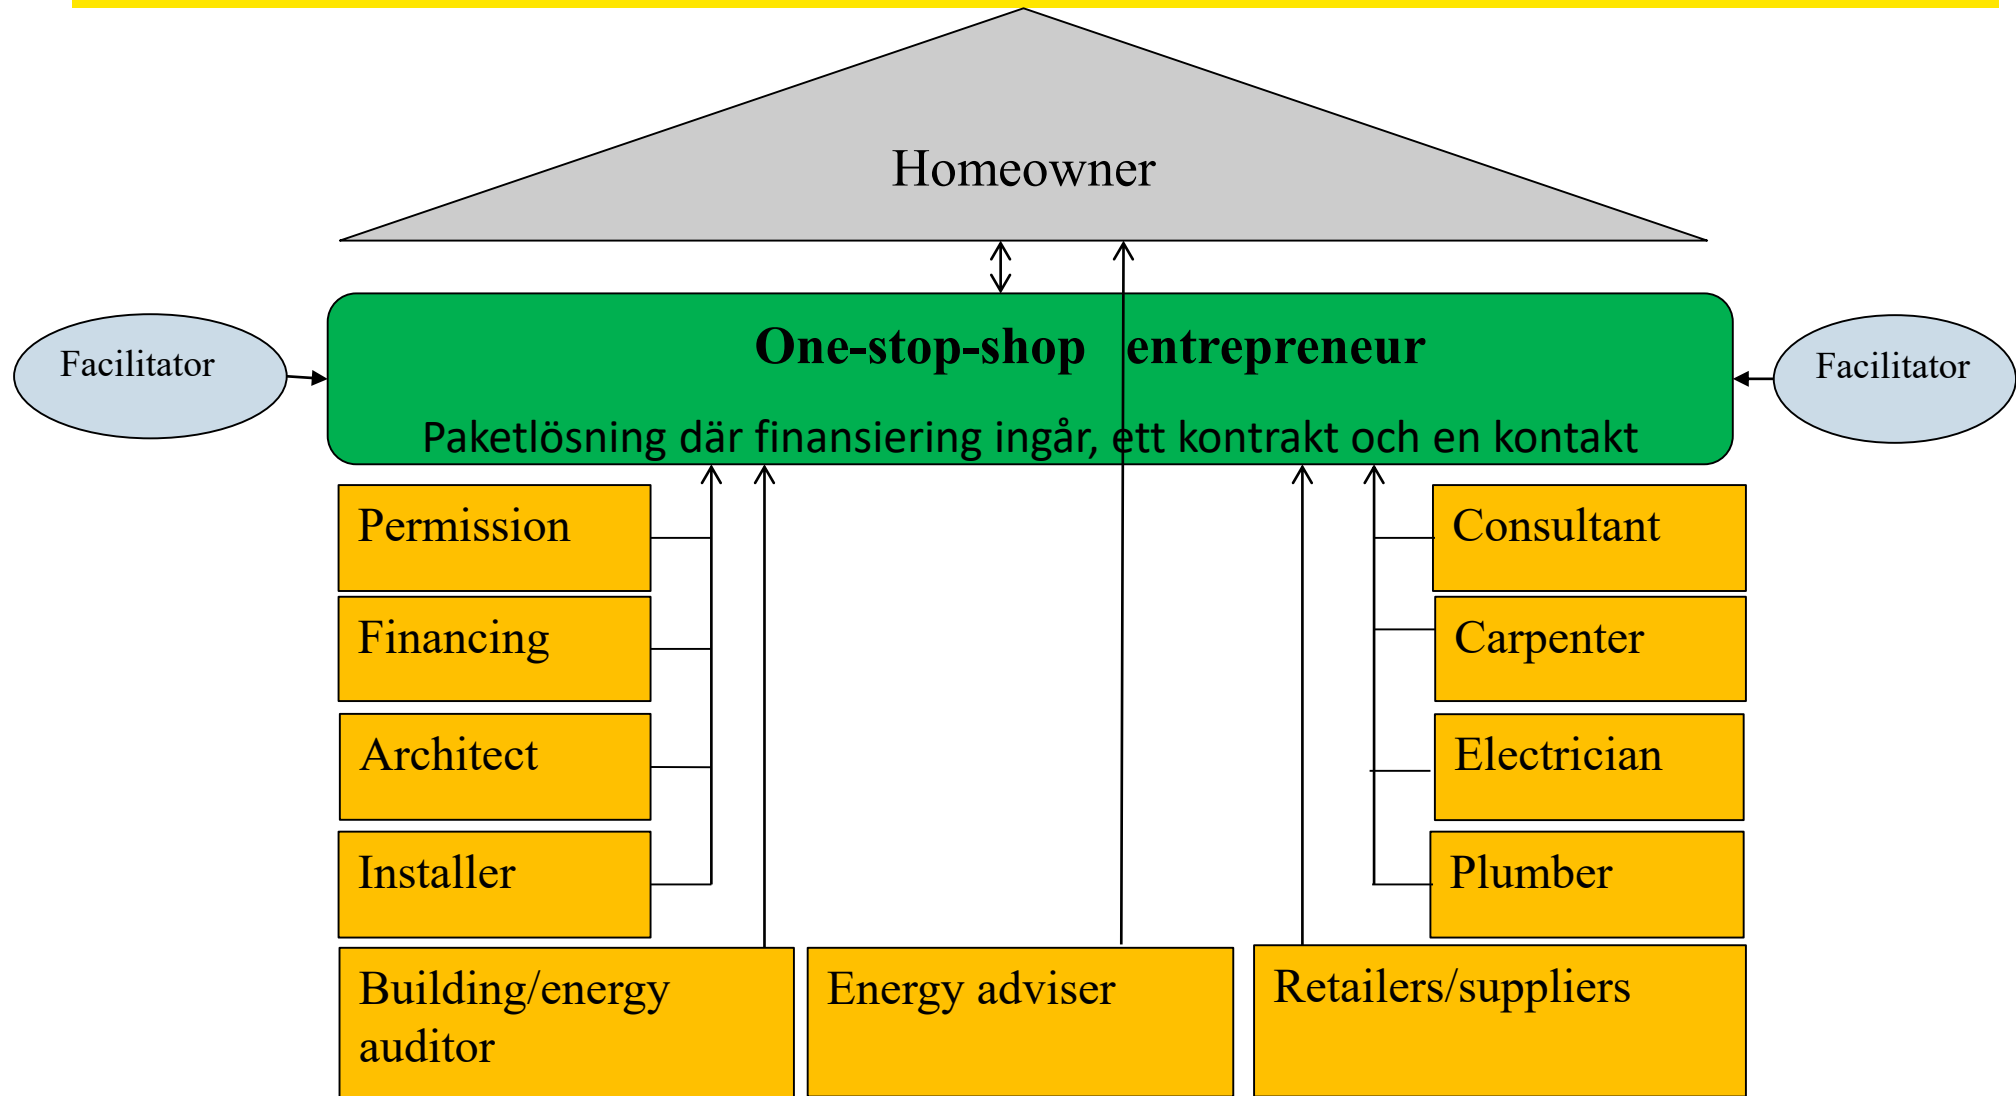 Homeowner
One-stop-shop entrepreneur
Facilitator
Facilitator
Paketlösning där finansiering ingår, ett kontrakt och en kontakt
Permission
Consultant
Financing
Carpenter
Architect
Electrician
Installer
Plumber
Building/energy
auditor
Energy adviser
Retailers/suppliers